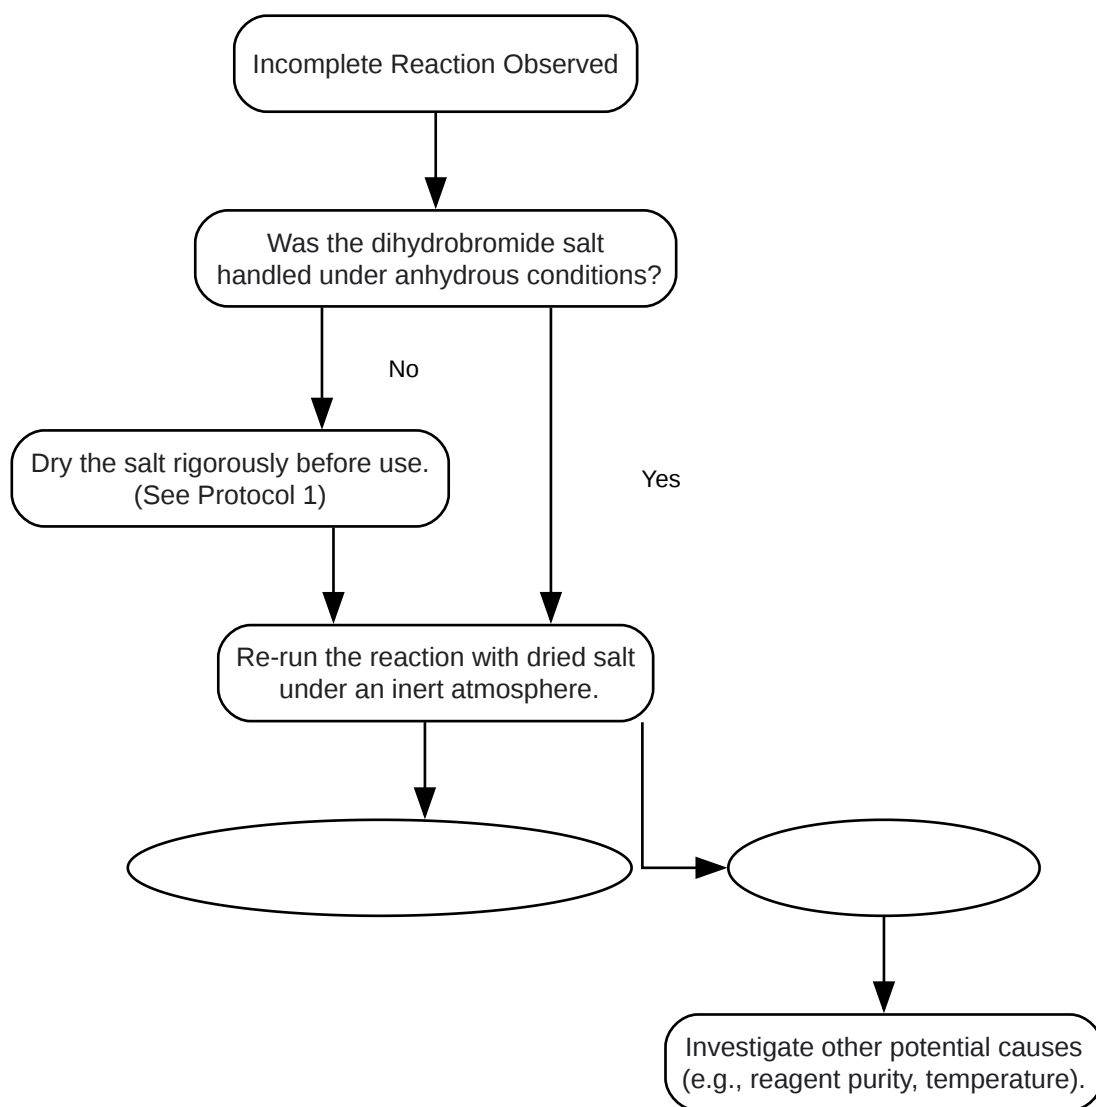 Incomplete Reaction Observed
Was the dihydrobromide salt
handled under anhydrous conditions?
No
Dry the salt rigorously before use.
(See Protocol 1)
Yes
Re-run the reaction with dried salt
under an inert atmosphere.
Investigate other potential causes
(e.g., reagent purity, temperature).